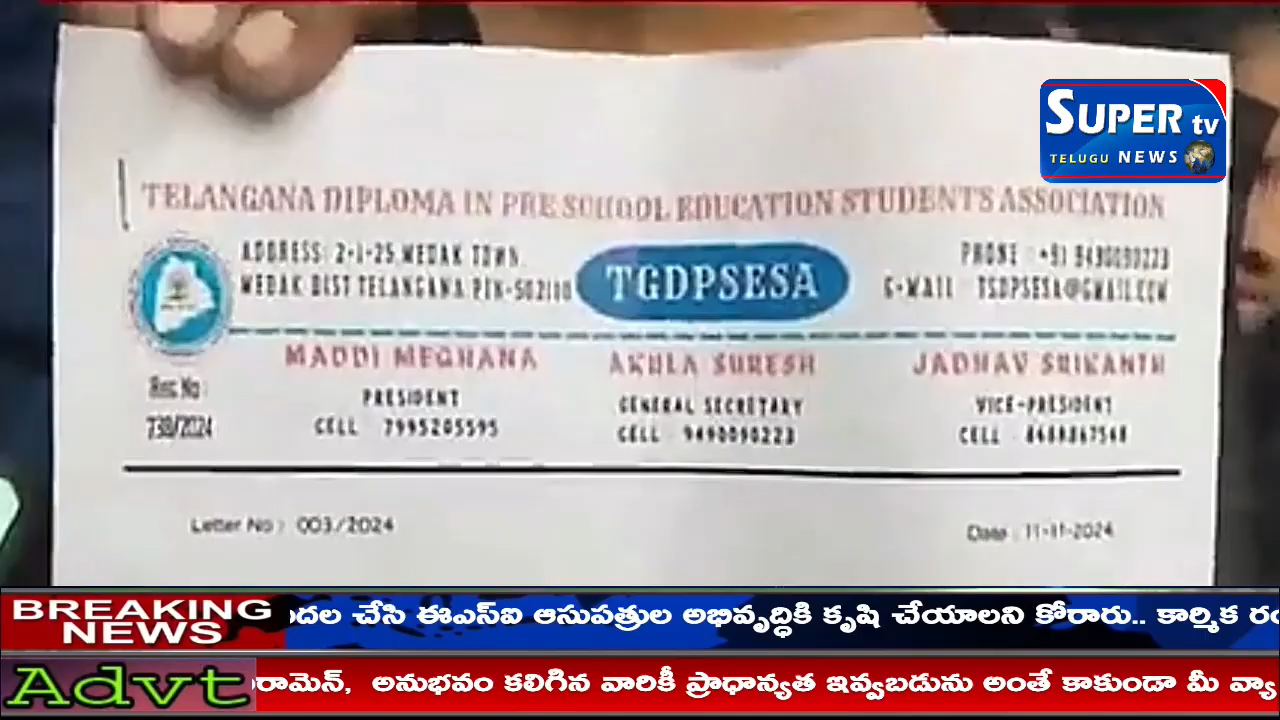 SUPER tv
TELUGU NEWS
TELANGANA DIPLOMA IN PRE SCHOOL EDUCATION STUDENTS ASSOCIATION
ADDRESS: 2-1-25 MEDAK TOWN
MEDAK DIST TELANGANA PIN-502110
TGDPSESA
PHONE : +91 9490090223
G-MAIL TSDPSESA@GMAIL.COM
MADDI MEGHANA AKULA SURESH JADHAV SRIKANTH
Reg.No :
730/2024
PRESIDENT GENERAL SECRETARY VICE-PRESIDENT
CELL 7995205595 CELL 9490090223 CELL
Letter No : 003/2024 Date : 11-11-2024
BREAKING NEWS చేసి ఈఎస్ఐ ఆసుపత్రుల అభివృద్ధికి కృషి చేయాలని కోరారు.. కార్మిక
Advt అనుభవం కలిగిన వారికీ ప్రాధాన్యత ఇవ్వబడును అంతే కాకుండా మీ